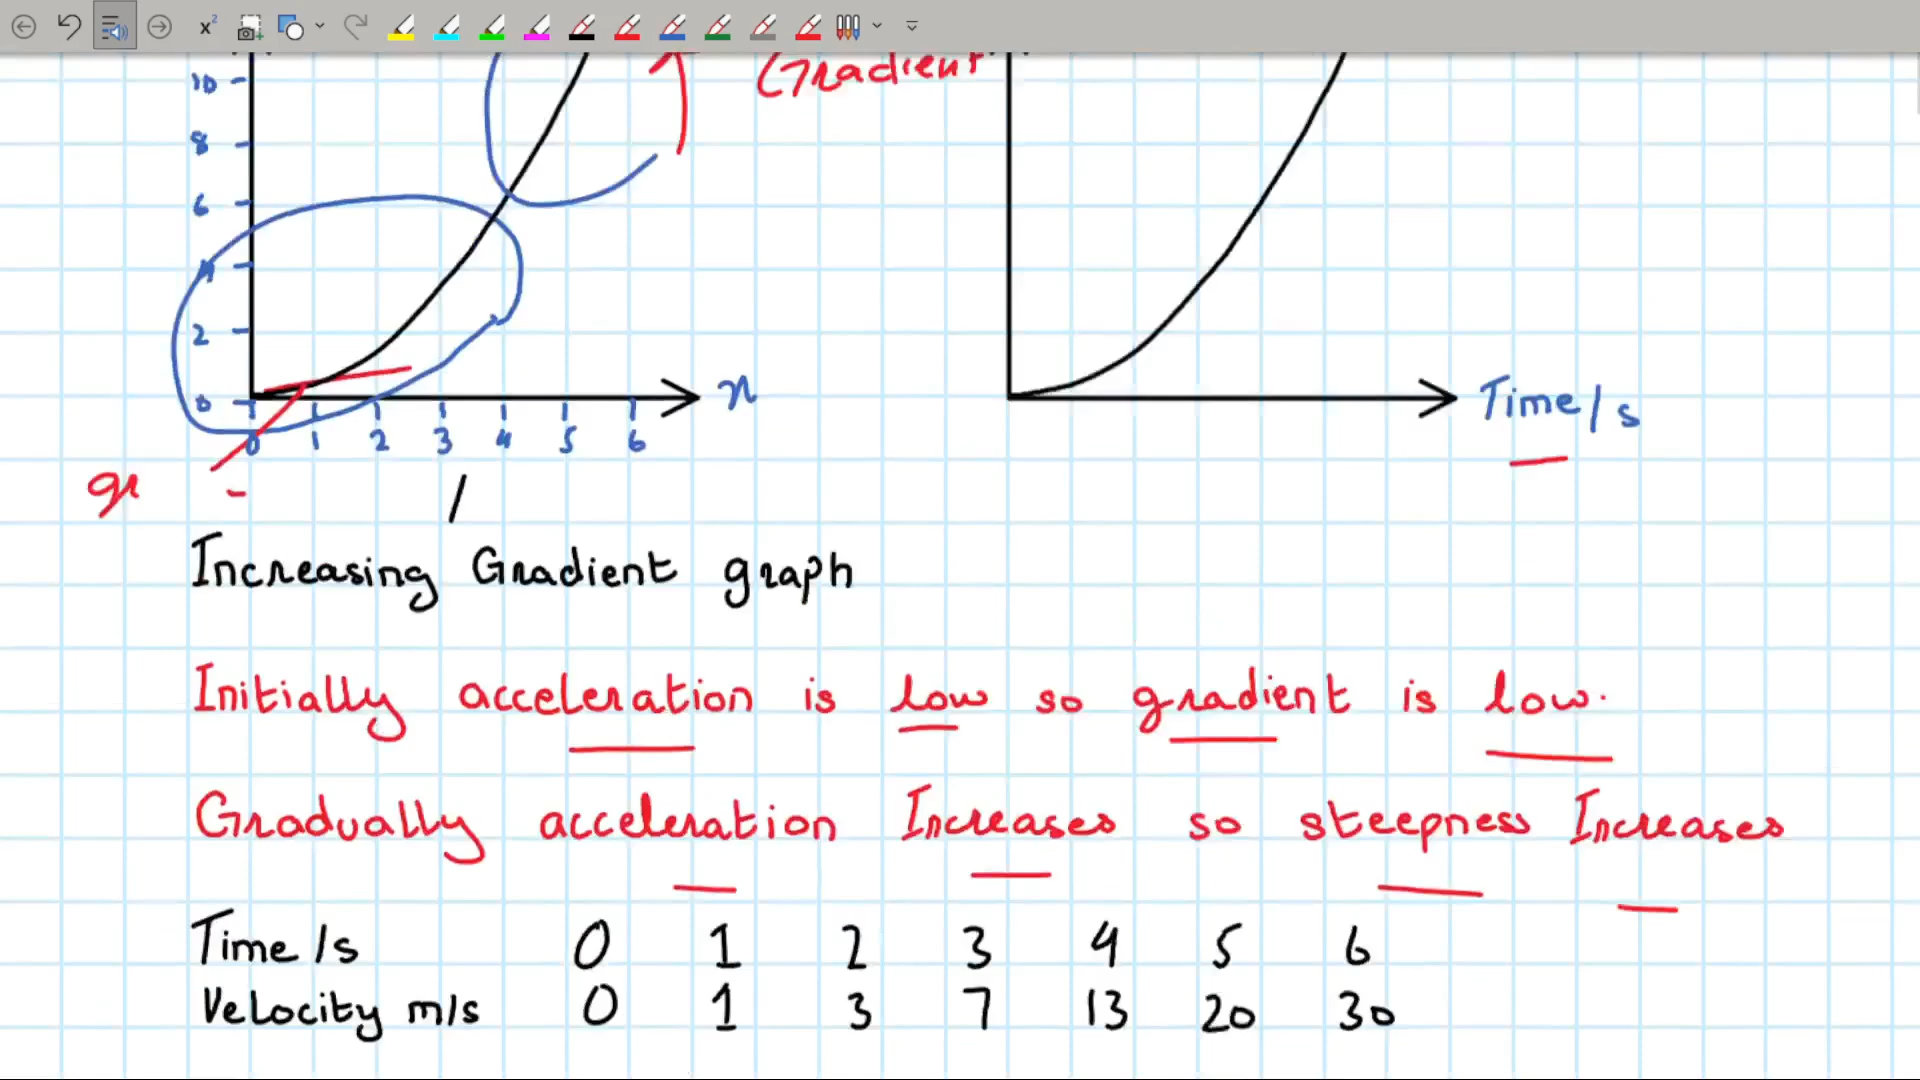 (Gradient
10
8
6
4
2
0
0 1 2 3 4 5 6
x
Time/s
gr
Increasing Gradient graph
Initially acceleration is low so gradient is low.
Gradually acceleration Increases so steepness Increases
Time /s 0 1 2 3 4 5 6
Velocity m/s 0 1 3 7 13 20 30